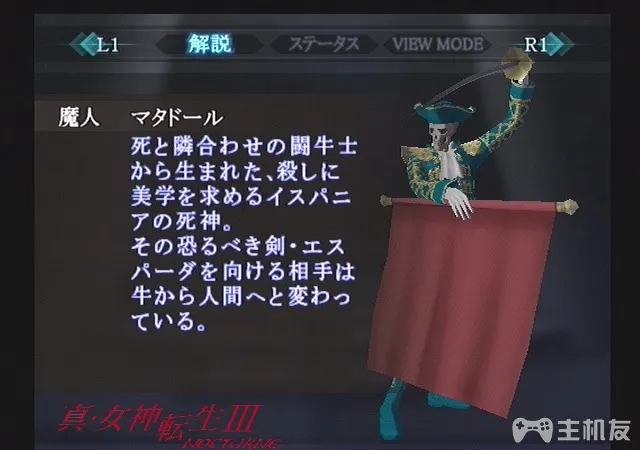 L1 解説 ステータス VIEW MODE R1
魔人 マタドール
死と隣合わせの闘牛士
から生まれた、殺しに
美学を求めるイスパニ
アの死神。
その恐るべき剣・エス
パーダを向ける相手は
牛から人間へと変わっ
ている。
真・女神転生III
NOCTURNE
主机友